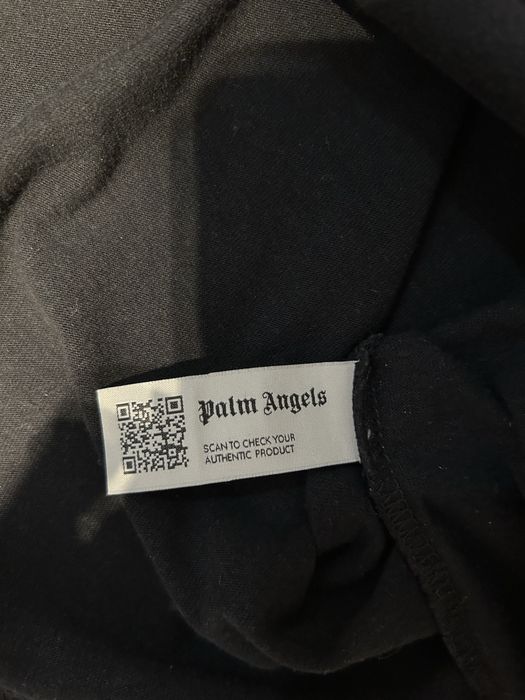 Palm Angels
SCAN TO CHECK YOUR
AUTHENTIC PRODUCT